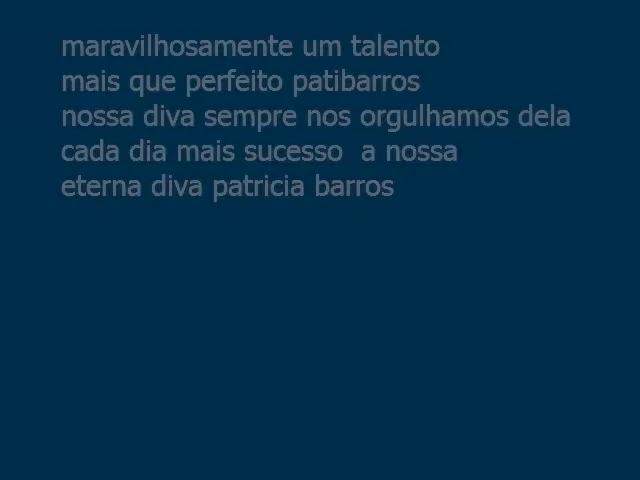 maravilhosamente um talento
mais que perfeito patibarros
nossa diva sempre nos orgulhamos dela
cada dia mais sucesso  a nossa
eterna diva patricia barros